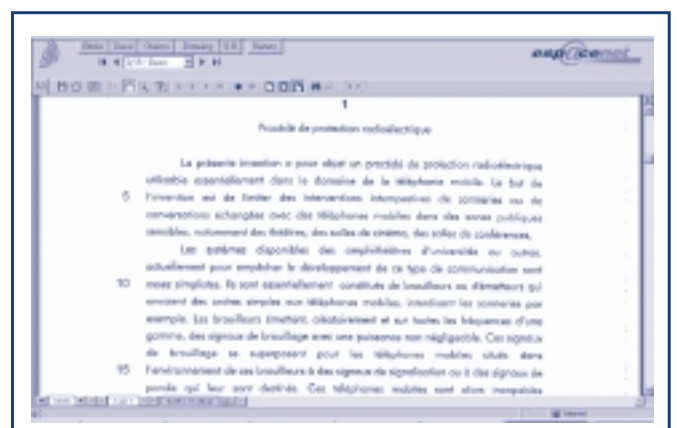 Biblio Desc Claims Drawing S.R. Retain
esp@cenet
1
Procédé de protection radioélectrique
La présente invention a pour objet un procédé de protection radioélectrique
utilisable essentiellement dans le domaine de la téléphonie mobile. Le but de
5 l'invention est de limiter des interventions intempestives de sonneries ou de
conversations échangées avec des téléphones mobiles dans des zones publiques
sensibles, notamment des théâtres, des salles de cinéma, des salles de conférences,
Les systèmes disponibles des amphithéâtres d'université ou autres,
actuellement pour empêcher le développement de ce type de communication sont
10 assez simplistes. Ils sont essentiellement constitués de brouilleurs ou d'émetteurs qui
envoient des ordres simples aux téléphones mobiles, interdisant les sonneries par
exemple. Les brouilleurs émettent, aléatoirement et sur toutes les fréquences d'une
gamme, des signaux de brouillage avec une puissance non négligeable. Ces signaux
de brouillage se superposent pour les téléphones mobiles situés dans
15 l'environnement de ces brouilleurs à des signaux de signalisation ou à des signaux de
parole qui leur sont destinés. Ces téléphones mobiles sont alors incapables
Internet